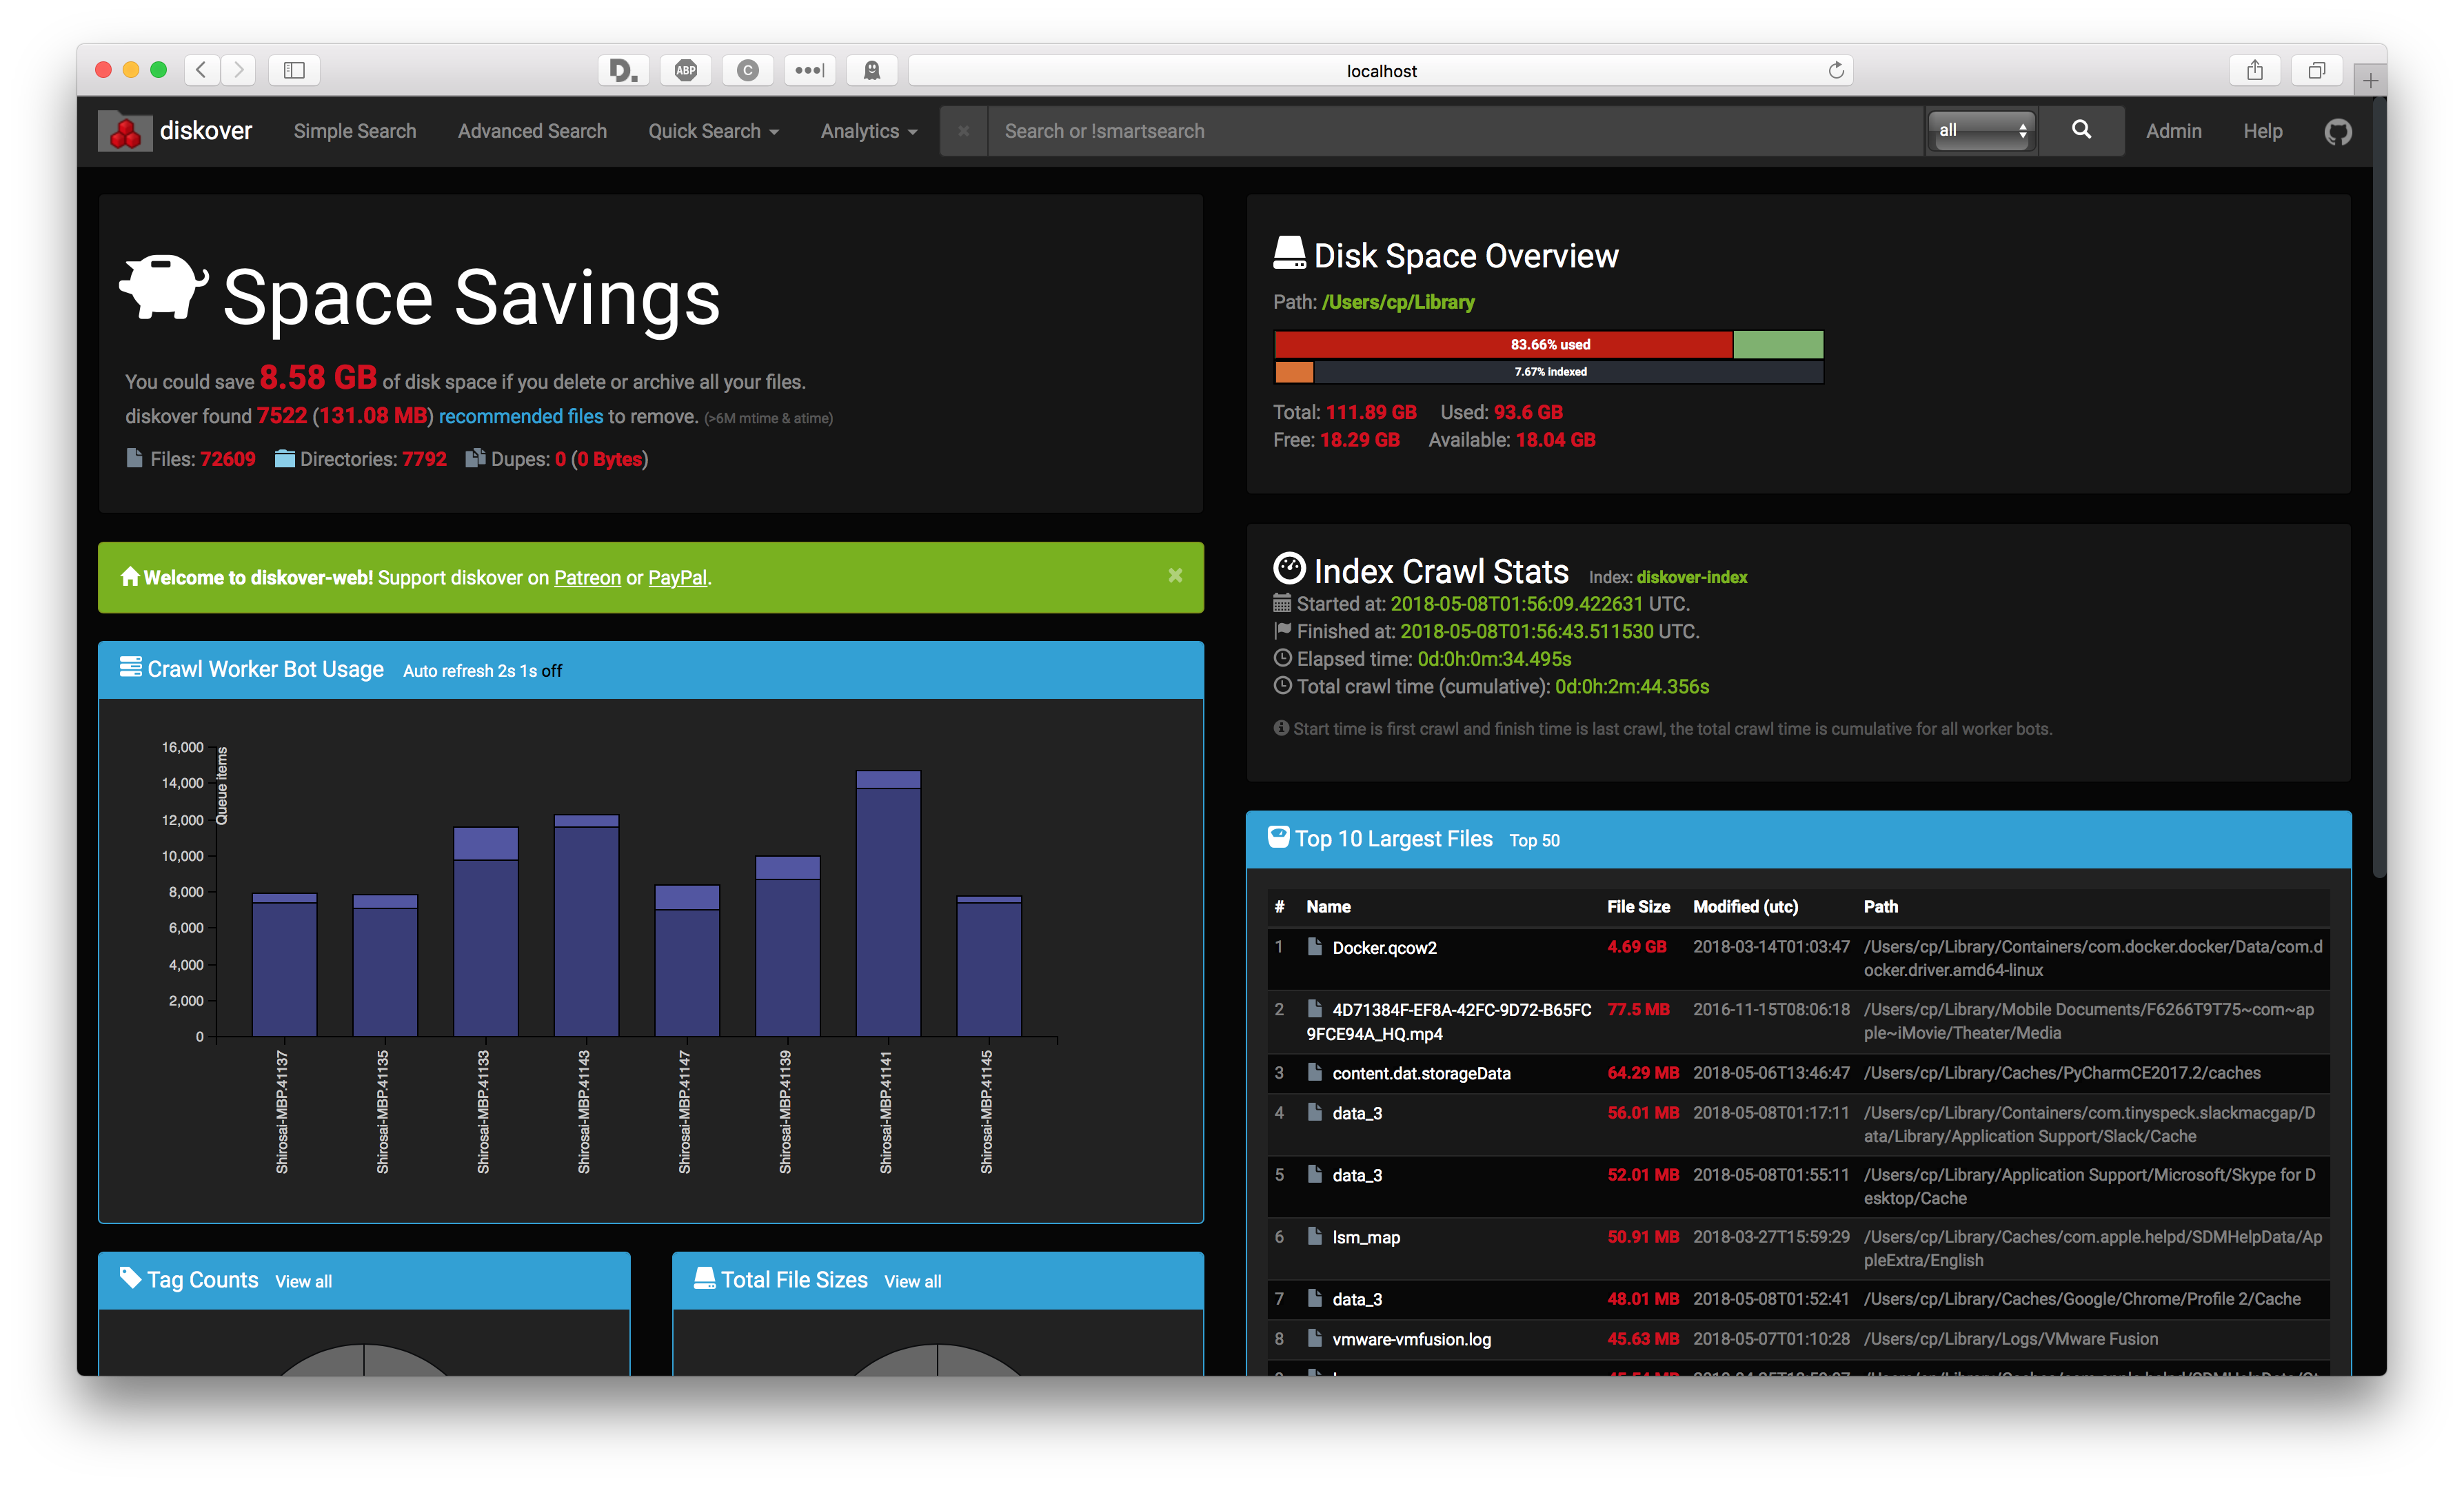 D. ABP C localhost
diskover Simple Search Advanced Search Quick Search Analytics Search or !smartsearch all Admin Help
Space Savings
You could save 8.58 GB of disk space if you delete or archive all your files.
diskover found 7522 (131.08 MB) recommended files to remove. (>6M mtime & atime)
Files: 72609 Directories: 7792 Dupes: 0 (0 Bytes)
Welcome to diskover-web! Support diskover on Patreon or PayPal.
Crawl Worker Bot Usage Auto refresh 2s 1s off
16,000
14,000
12,000
10,000
8,000
6,000
4,000
2,000
0
Queue items
Shirosai-MBP.41137
Shirosai-MBP.41135
Shirosai-MBP.41133
Shirosai-MBP.41143
Shirosai-MBP.41147
Shirosai-MBP.41139
Shirosai-MBP.41141
Shirosai-MBP.41145
Tag Counts View all
Total File Sizes View all
Disk Space Overview
Path: /Users/cp/Library
83.66% used
7.67% indexed
Total: 111.89 GB Used: 93.6 GB
Free: 18.29 GB Available: 18.04 GB
Index Crawl Stats Index: diskover-index
Started at: 2018-05-08T01:56:09.422631 UTC.
Finished at: 2018-05-08T01:56:43.511530 UTC.
Elapsed time: 0d:0h:0m:34.495s
Total crawl time (cumulative): 0d:0h:2m:44.356s
Start time is first crawl and finish time is last crawl, the total crawl time is cumulative for all worker bots.
Top 10 Largest Files Top 50
# Name File Size Modified (utc) Path
1 Docker.qcow2 4.69 GB 2018-03-14T01:03:47 /Users/cp/Library/Containers/com.docker.docker/Data/com.d
ocker.driver.amd64-linux
2 4D71384F-EF8A-42FC-9D72-B65FC 77.5 MB 2016-11-15T08:06:18 /Users/cp/Library/Mobile Documents/F6266T9T75~com~ap
9FCE94A_HQ.mp4 ple~iMovie/Theater/Media
3 content.dat.storageData 64.29 MB 2018-05-06T13:46:47 /Users/cp/Library/Caches/PyCharmCE2017.2/caches
4 data_3 56.01 MB 2018-05-08T01:17:11 /Users/cp/Library/Containers/com.tinyspeck.slackmacgap/D
ata/Library/Application Support/Slack/Cache
5 data_3 52.01 MB 2018-05-08T01:55:11 /Users/cp/Library/Application Support/Microsoft/Skype for D
esktop/Cache
6 lsm_map 50.91 MB 2018-03-27T15:59:29 /Users/cp/Library/Caches/com.apple.helpd/SDMHelpData/Ap
pleExtra/English
7 data_3 48.01 MB 2018-05-08T01:52:41 /Users/cp/Library/Caches/Google/Chrome/Profile 2/Cache
8 vmware-vmfusion.log 45.63 MB 2018-05-07T01:10:28 /Users/cp/Library/Logs/VMware Fusion